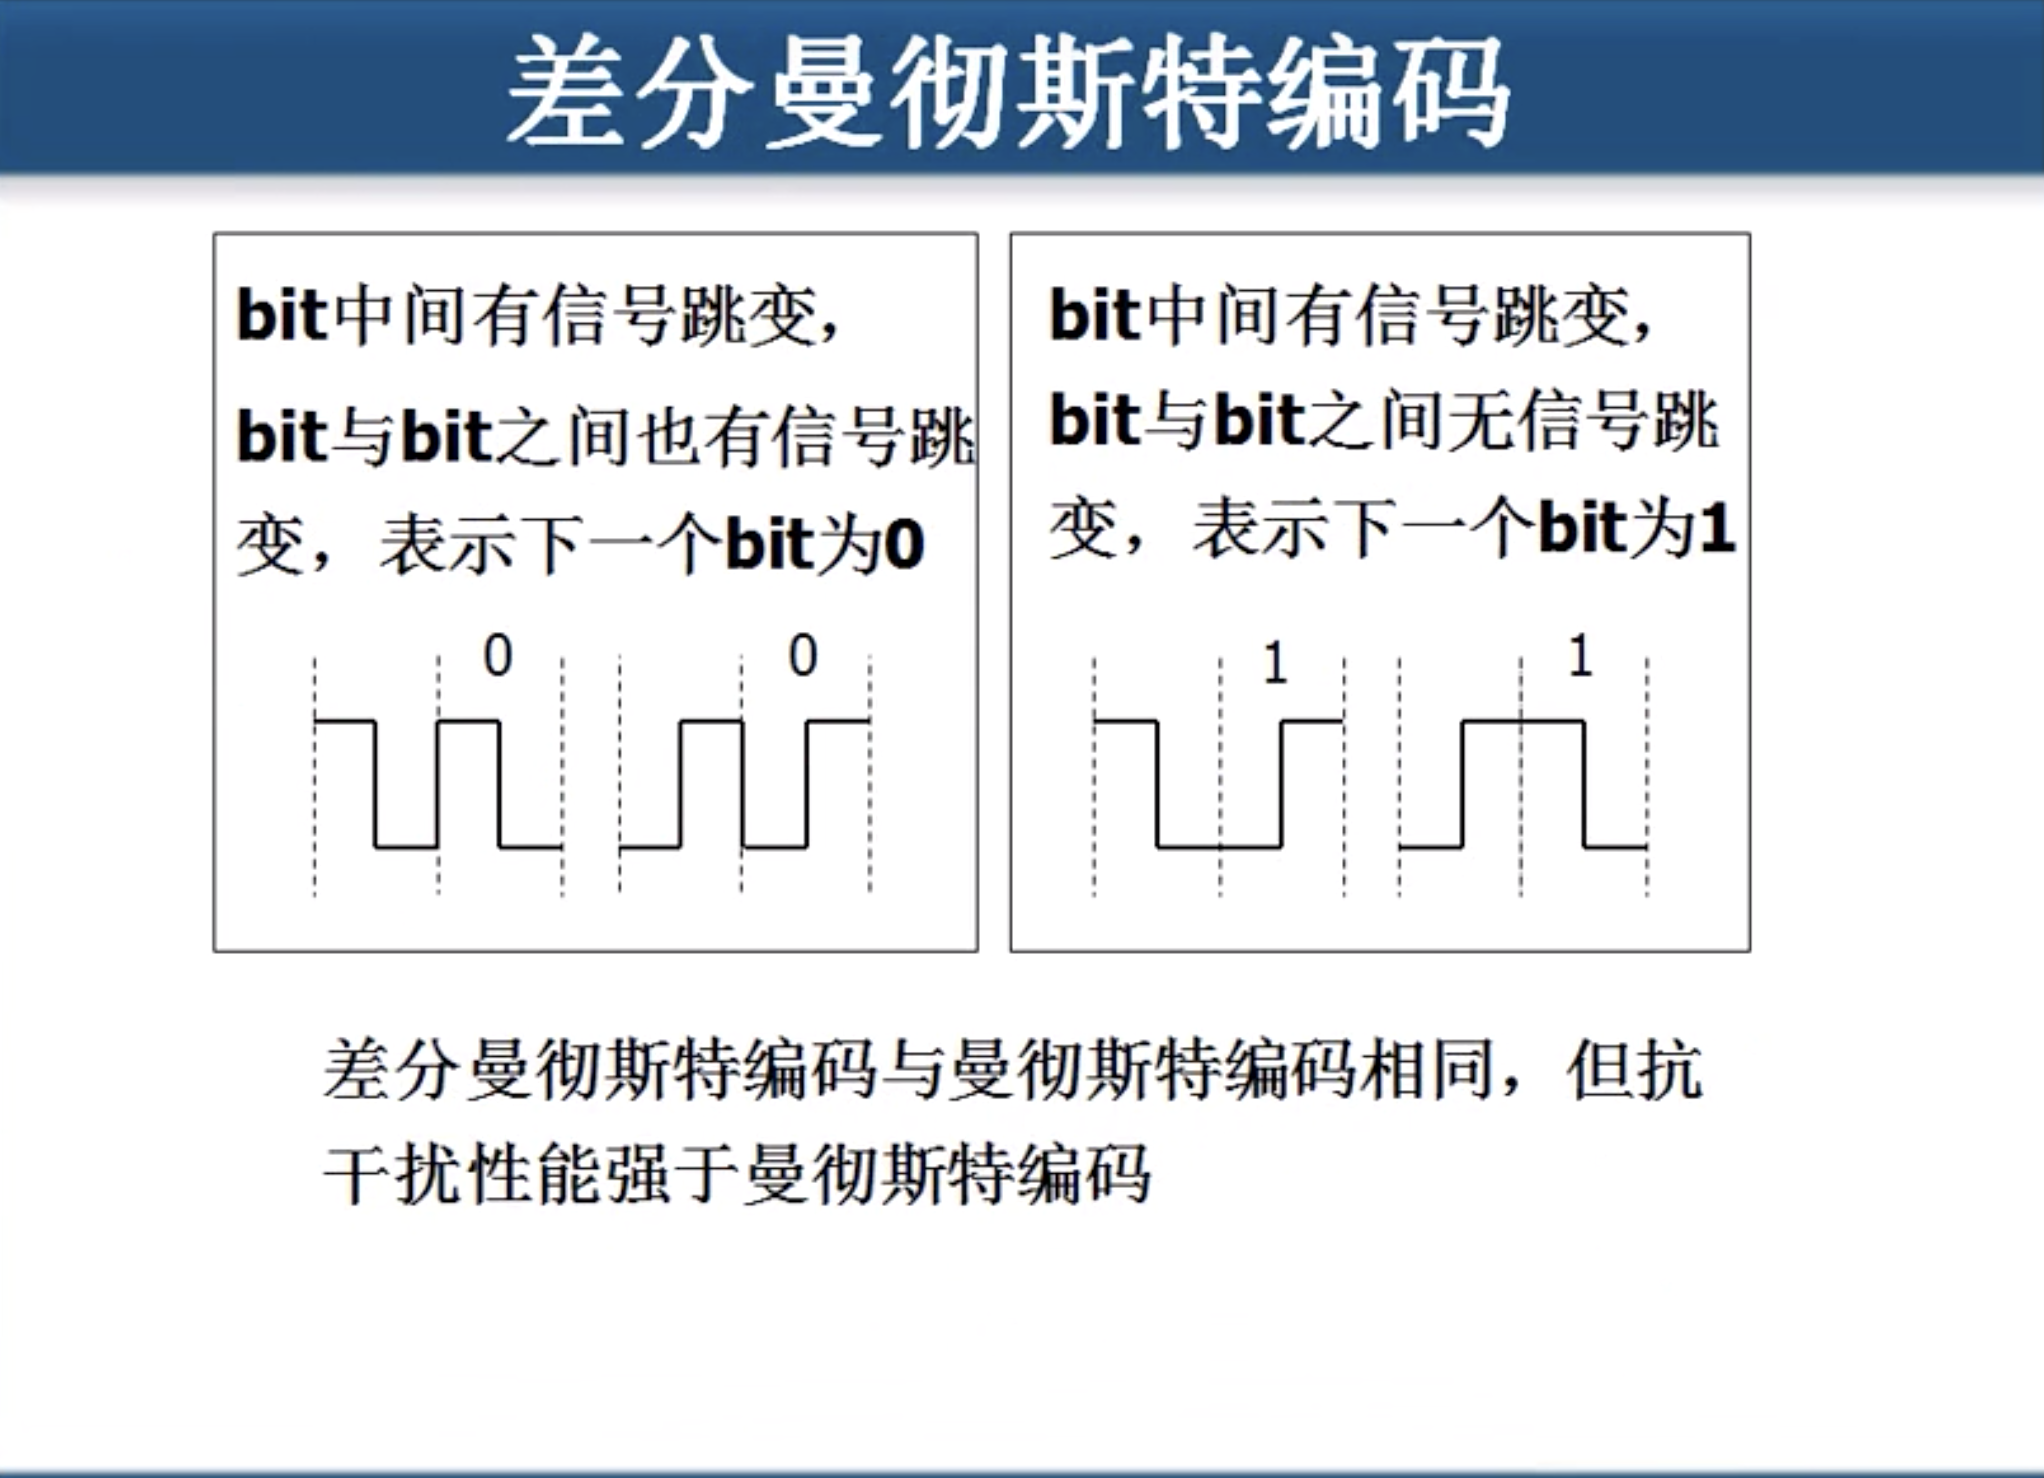 差分曼彻斯特编码
bit中间有信号跳变，
bit与bit之间也有信号跳
变，表示下一个bit为0
0 0
bit中间有信号跳变，
bit与bit之间无信号跳
变，表示下一个bit为1
1 1
差分曼彻斯特编码与曼彻斯特编码相同，但抗
干扰性能强于曼彻斯特编码